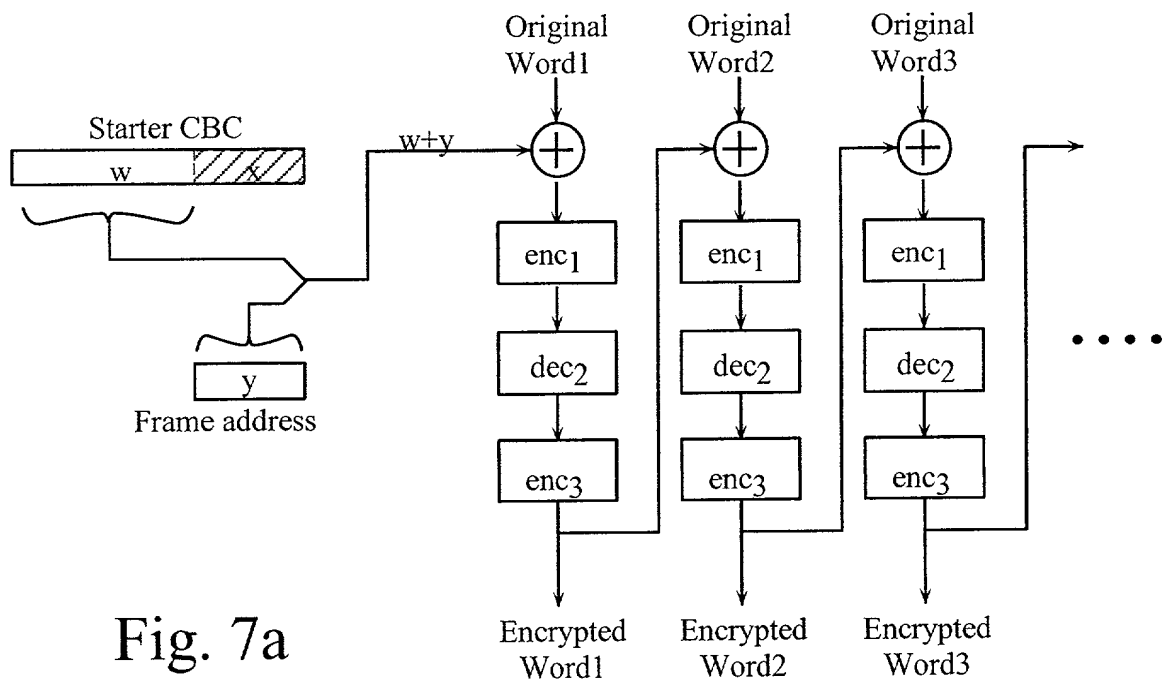 Original
Word1
Original
Word2
Original
Word3
Starter CBC
w
x
w+y
y
Frame address
enc1
enc1
enc1
dec2
dec2
dec2
enc3
enc3
enc3
Encrypted
Word1
Encrypted
Word2
Encrypted
Word3
Fig. 7a